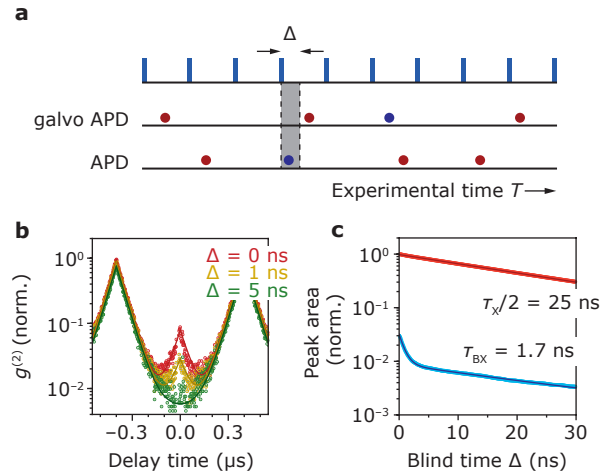 a
Δ
galvo APD
APD
Experimental time T
b
Δ = 0 ns
Δ = 1 ns
Δ = 5 ns
g⁽²⁾ (norm.)
10⁰
10⁻¹
10⁻²
−0.3 0.0 0.3
Delay time (µs)
c
Peak area
(norm.)
10⁰
10⁻¹
10⁻²
10⁻³
τX/2 = 25 ns
τBX = 1.7 ns
0 10 20 30
Blind time Δ (ns)